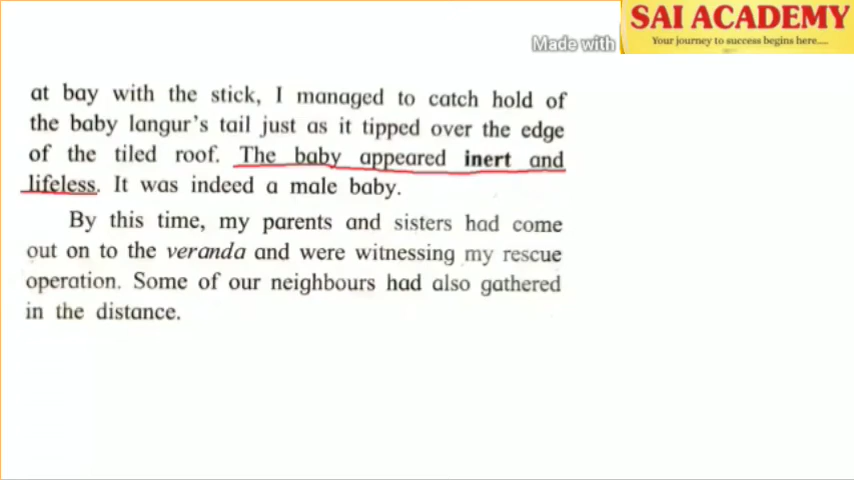 SAI ACADEMY
Your journey to success begins here....
Made with
at bay with the stick, I managed to catch hold of
the baby langur's tail just as it tipped over the edge
of the tiled roof. The baby appeared inert and
lifeless. It was indeed a male baby.
By this time, my parents and sisters had come
out on to the veranda and were witnessing my rescue
operation. Some of our neighbours had also gathered
in the distance.